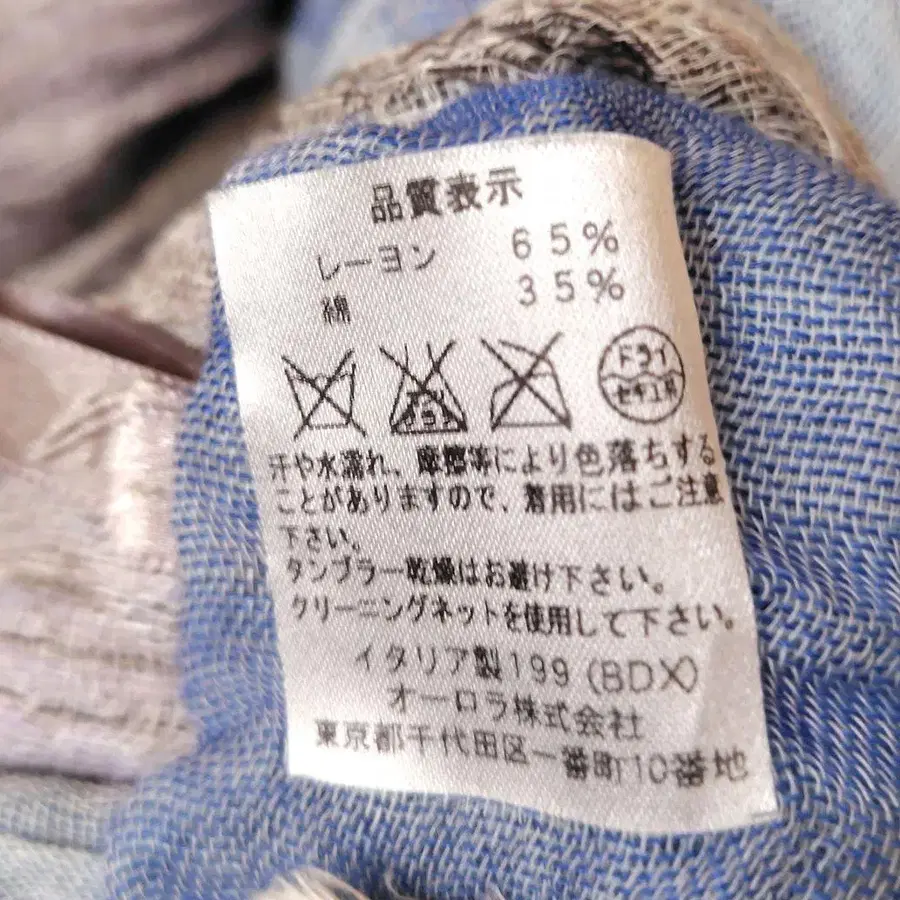 品質表示
レーヨン 65%
綿 35%
ドライ
セキユ系
汗や水濡れ、摩擦等により色落ちする
ことがありますので、着用にはご注意
下さい。
タンブラー乾燥はお避け下さい。
クリーニングネットを使用して下さい。
イタリア製199(BDX)
オーロラ株式会社
東京都千代田区一番町10番地